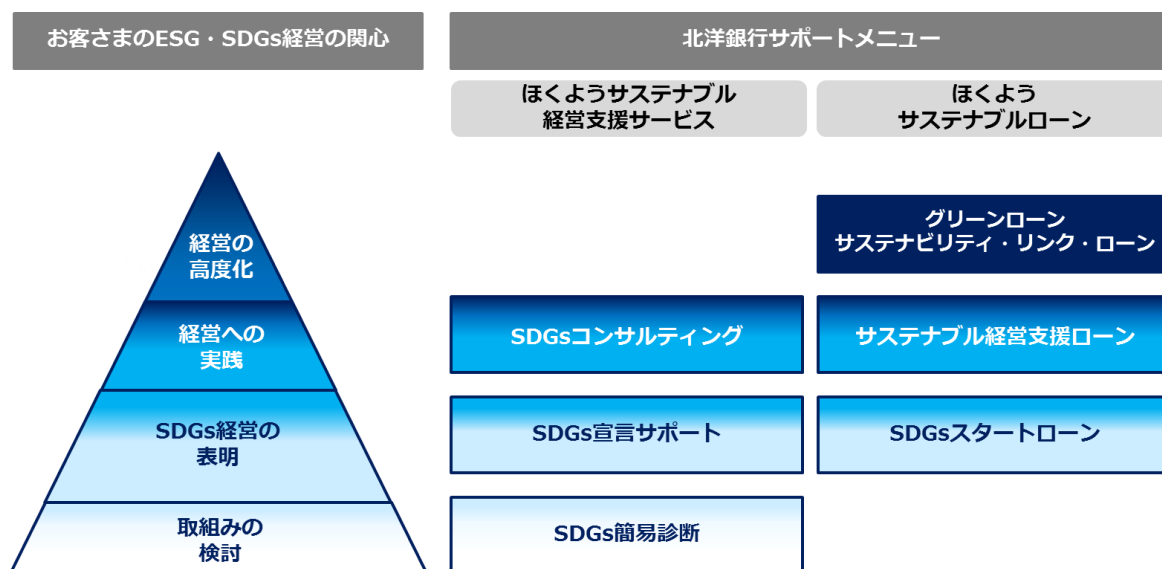 お客さまのESG・SDGs経営の関心
北洋銀行サポートメニュー
ほくようサステナブル
経営支援サービス
ほくよう
サステナブルローン
経営の
高度化
グリーンローン
サステナビリティ・リンク・ローン
経営への
実践
SDGsコンサルティング
サステナブル経営支援ローン
SDGs経営の
表明
SDGs宣言サポート
SDGsスタートローン
取組みの
検討
SDGs簡易診断